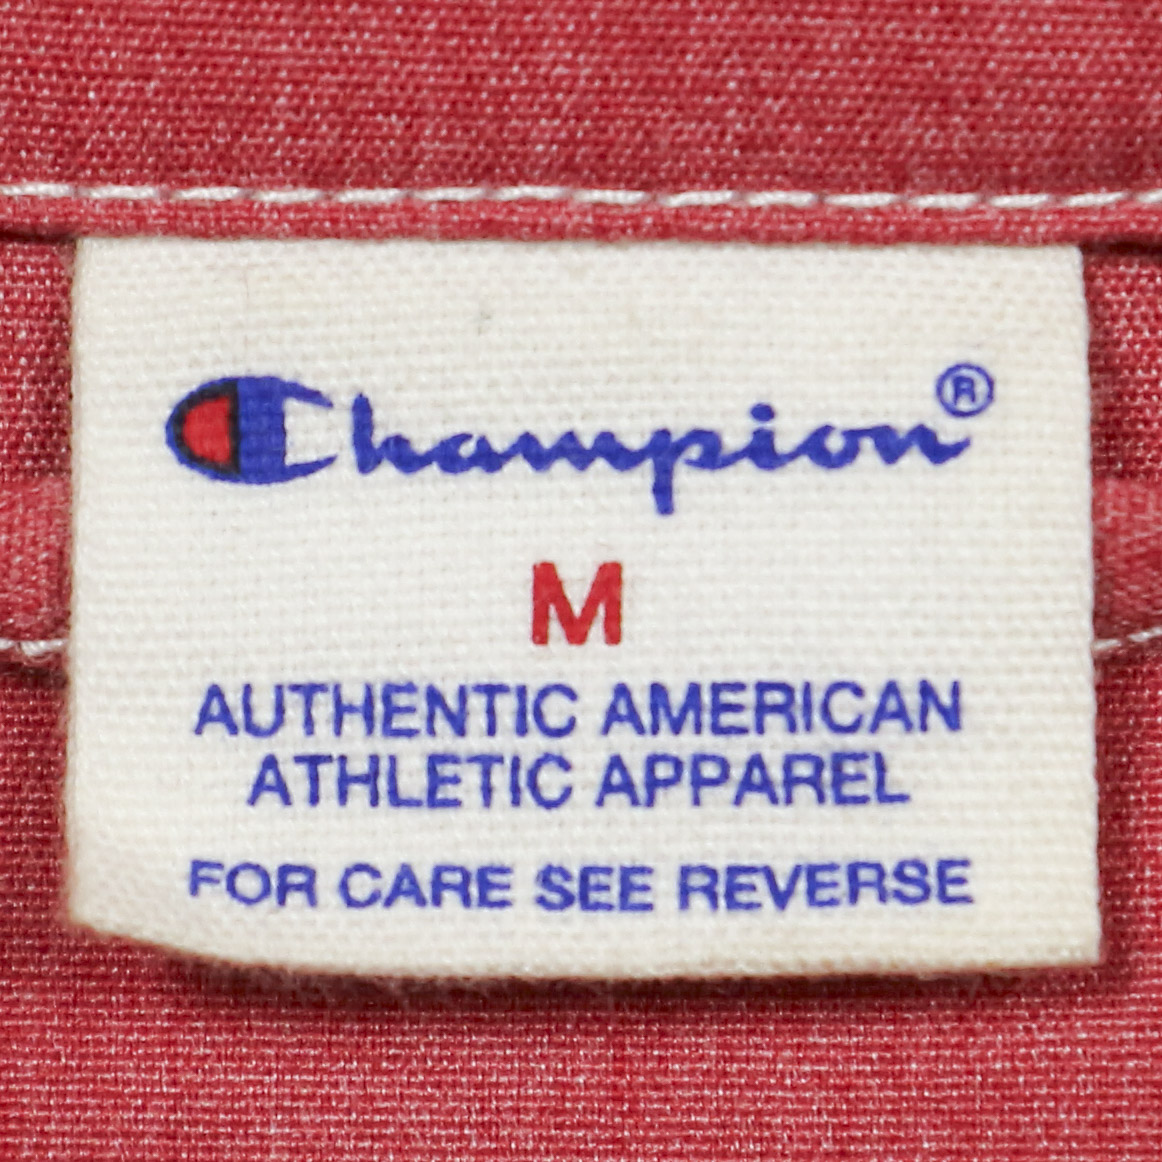 Champion®
M
AUTHENTIC AMERICAN
ATHLETIC APPAREL
FOR CARE SEE REVERSE